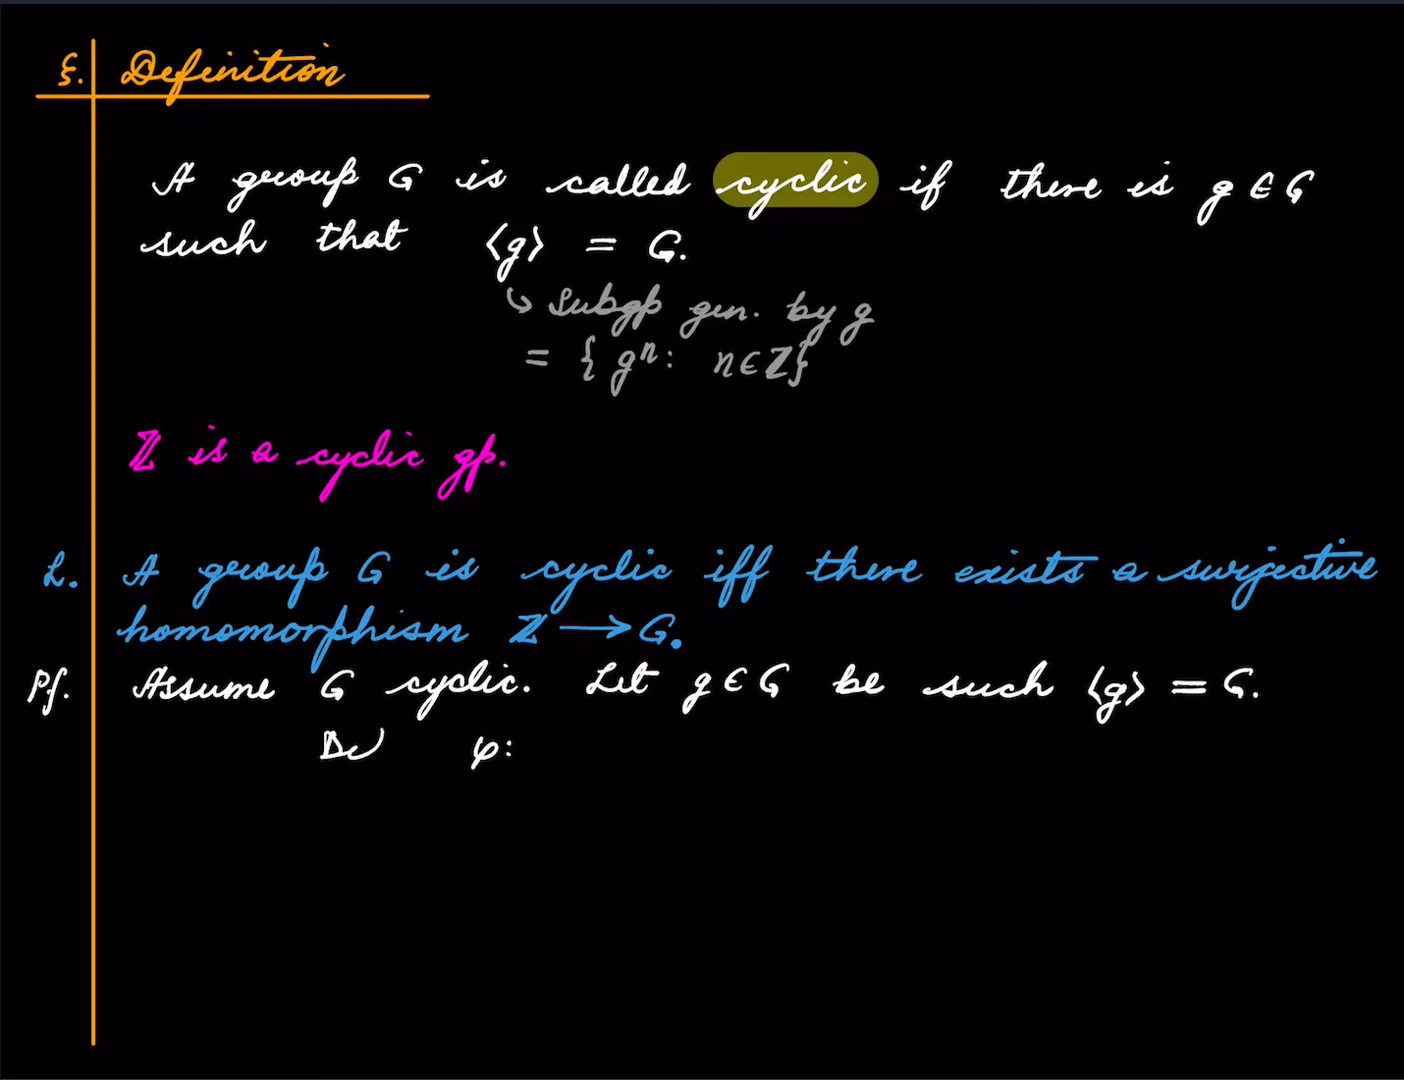 §. Definition
A group G is called cyclic if there is g ∈ G
such that ⟨g⟩ = G.
↳ subgp gen. by g
= { gⁿ: n ∈ ℤ}
ℤ is a cyclic gp.
L. A group G is cyclic iff there exists a surjective
homomorphism ℤ ⟶ G.
Pf. Assume G cyclic. Let g ∈ G be such ⟨g⟩ = G.
φ: